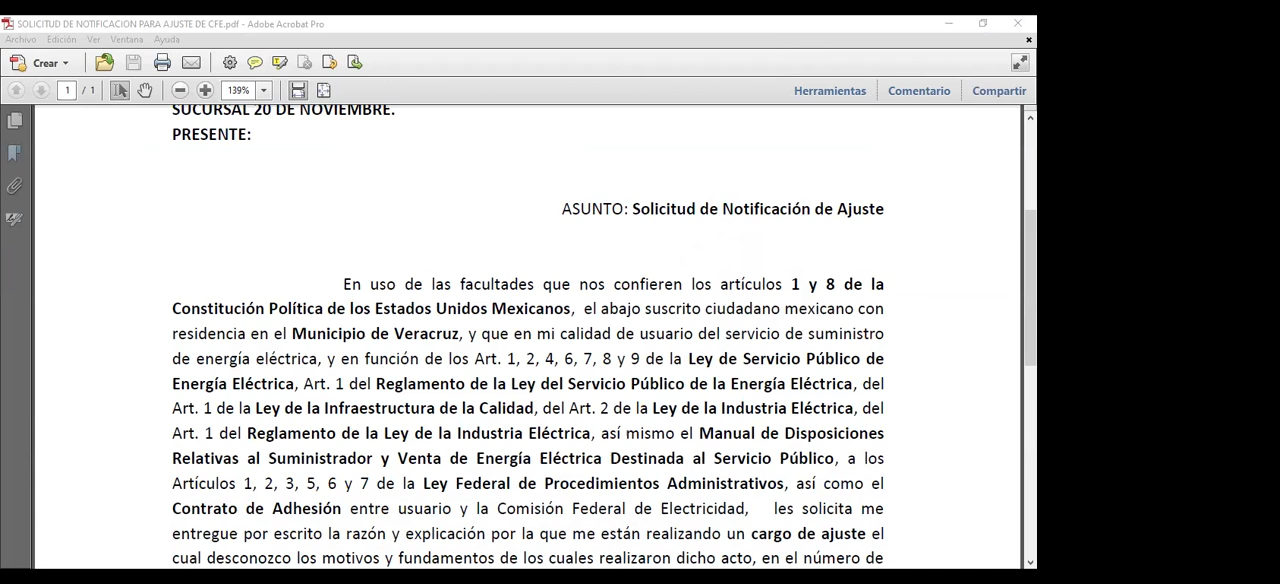 SOLICITUD DE NOTIFICACION PARA AJUSTE DE CFE.pdf - Adobe Acrobat Pro
Archivo Edición Ver Ventana Ayuda
Crear
1 / 1 139% Herramientas Comentario Compartir
SUCURSAL 20 DE NOVIEMBRE.
PRESENTE:
ASUNTO: Solicitud de Notificación de Ajuste
En uso de las facultades que nos confieren los artículos 1 y 8 de la
Constitución Política de los Estados Unidos Mexicanos, el abajo suscrito ciudadano mexicano con
residencia en el Municipio de Veracruz, y que en mi calidad de usuario del servicio de suministro
de energía eléctrica, y en función de los Art. 1, 2, 4, 6, 7, 8 y 9 de la Ley de Servicio Público de
Energía Eléctrica, Art. 1 del Reglamento de la Ley del Servicio Público de la Energía Eléctrica, del
Art. 1 de la Ley de la Infraestructura de la Calidad, del Art. 2 de la Ley de la Industria Eléctrica, del
Art. 1 del Reglamento de la Ley de la Industria Eléctrica, así mismo el Manual de Disposiciones
Relativas al Suministrador y Venta de Energía Eléctrica Destinada al Servicio Público, a los
Artículos 1, 2, 3, 5, 6 y 7 de la Ley Federal de Procedimientos Administrativos, así como el
Contrato de Adhesión entre usuario y la Comisión Federal de Electricidad, les solicita me
entregue por escrito la razón y explicación por la que me están realizando un cargo de ajuste el
cual desconozco los motivos y fundamentos de los cuales realizaron dicho acto, en el número de